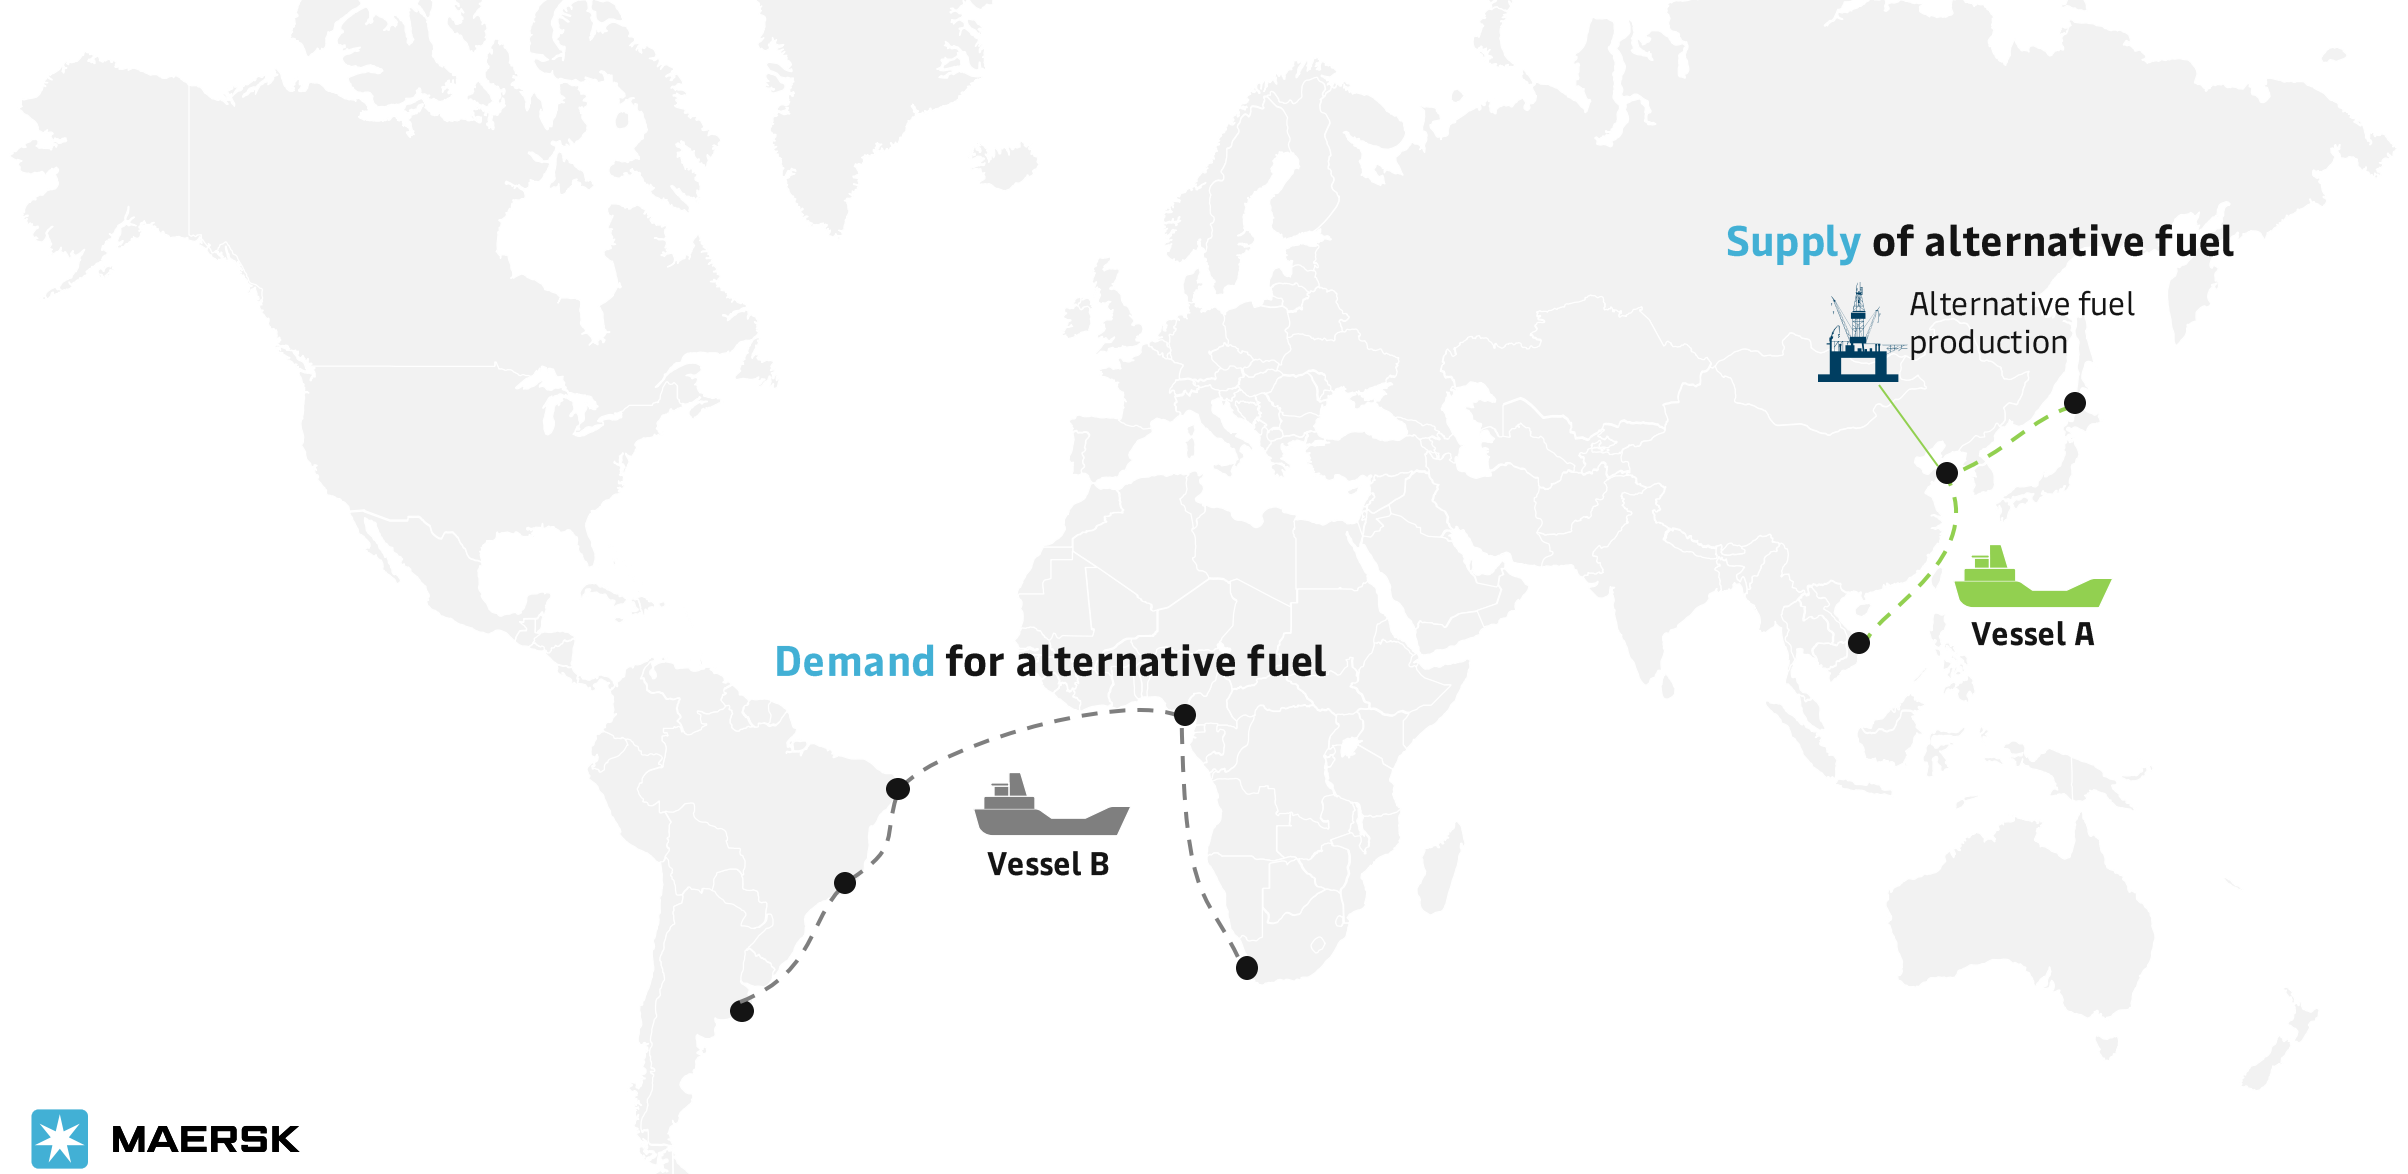 Supply of alternative fuel
Alternative fuel
production
Vessel A
Demand for alternative fuel
Vessel B
MAERSK